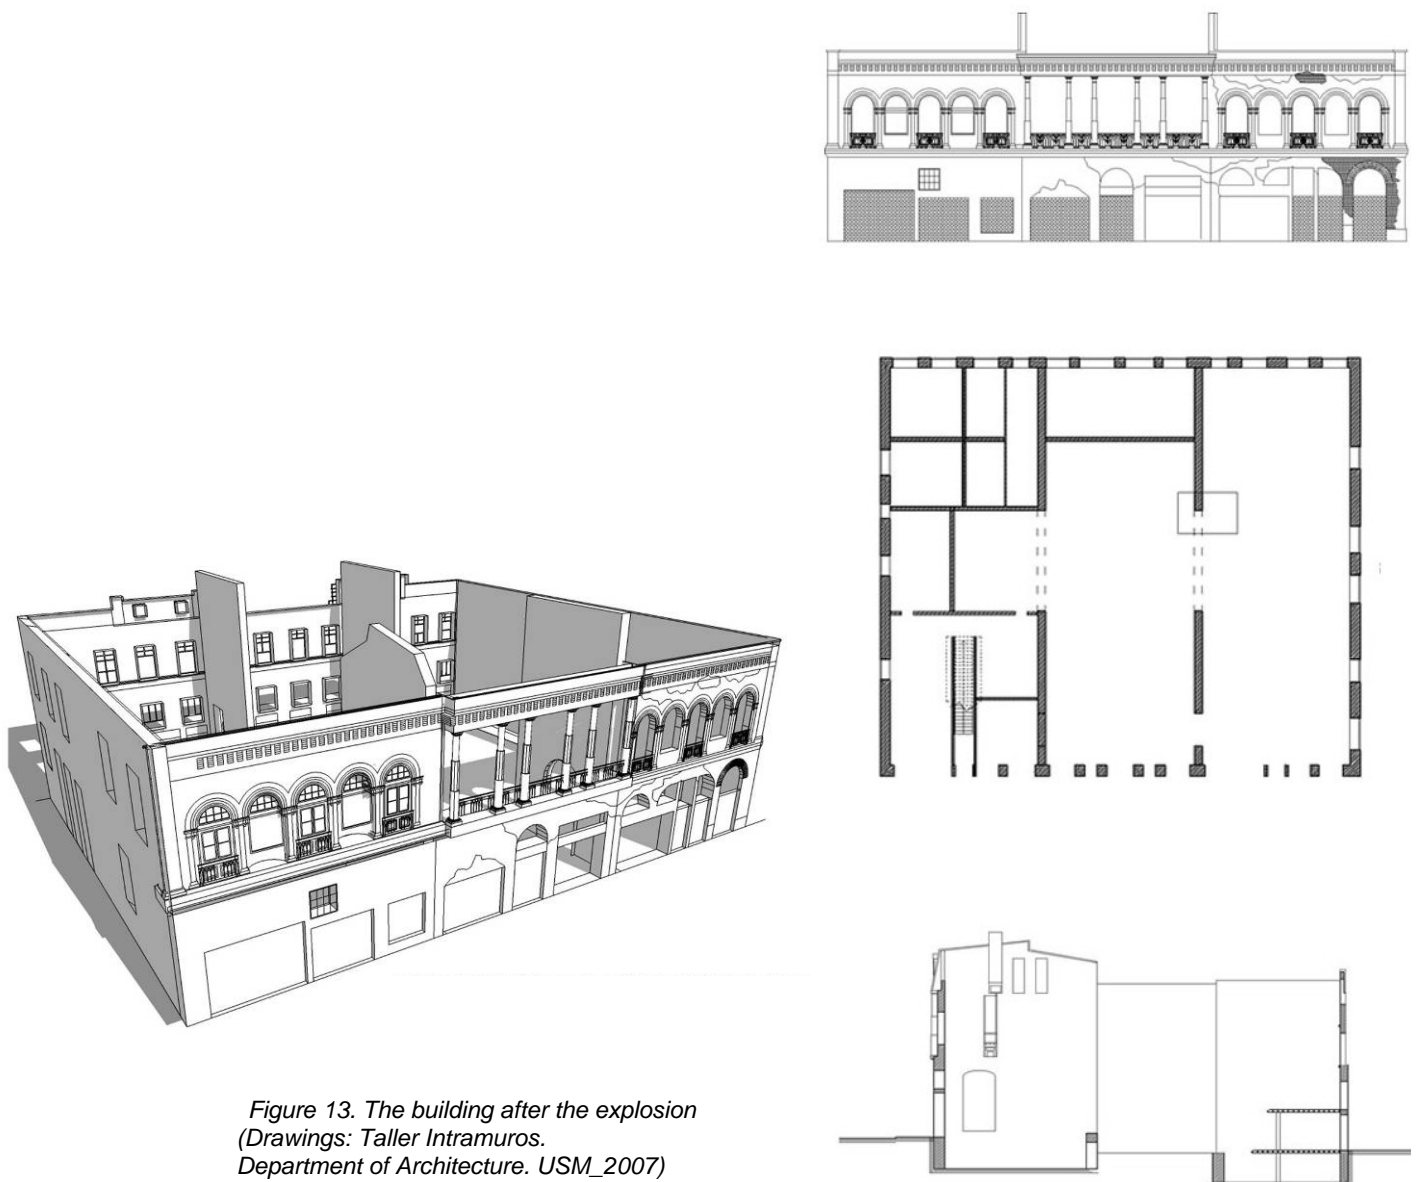 Figure 13. The building after the explosion
(Drawings: Taller Intramuros.
Department of Architecture. USM_2007)